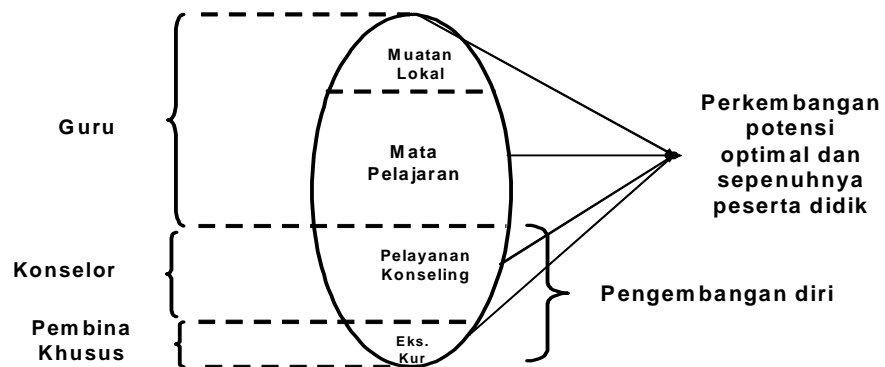 Muatan
Lokal
Guru
Mata
Pelajaran
Perkembangan
potensi
optimal dan
sepenuhnya
peserta didik
Konselor
Pelayanan
Konseling
Pengembangan diri
Pembina
Khusus
Eks.
Kur